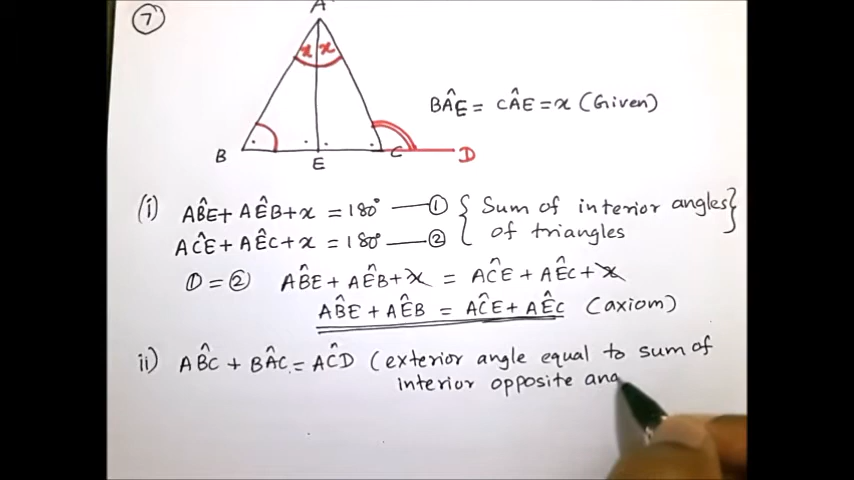 7
A
x x
BÂE = CÂE = x (Given)
B
E
C
D
(i) AB̂E + AÊB + x = 180° — ① { Sum of interior angles
AĈE + AÊC + x = 180° — ② of triangles }
① = ② AB̂E + AÊB + x = AĈE + AÊC + x
AB̂E + AÊB = AĈE + AÊC (axiom)
ii) AB̂C + BÂC = AĈD (exterior angle equal to sum of
interior opposite ang